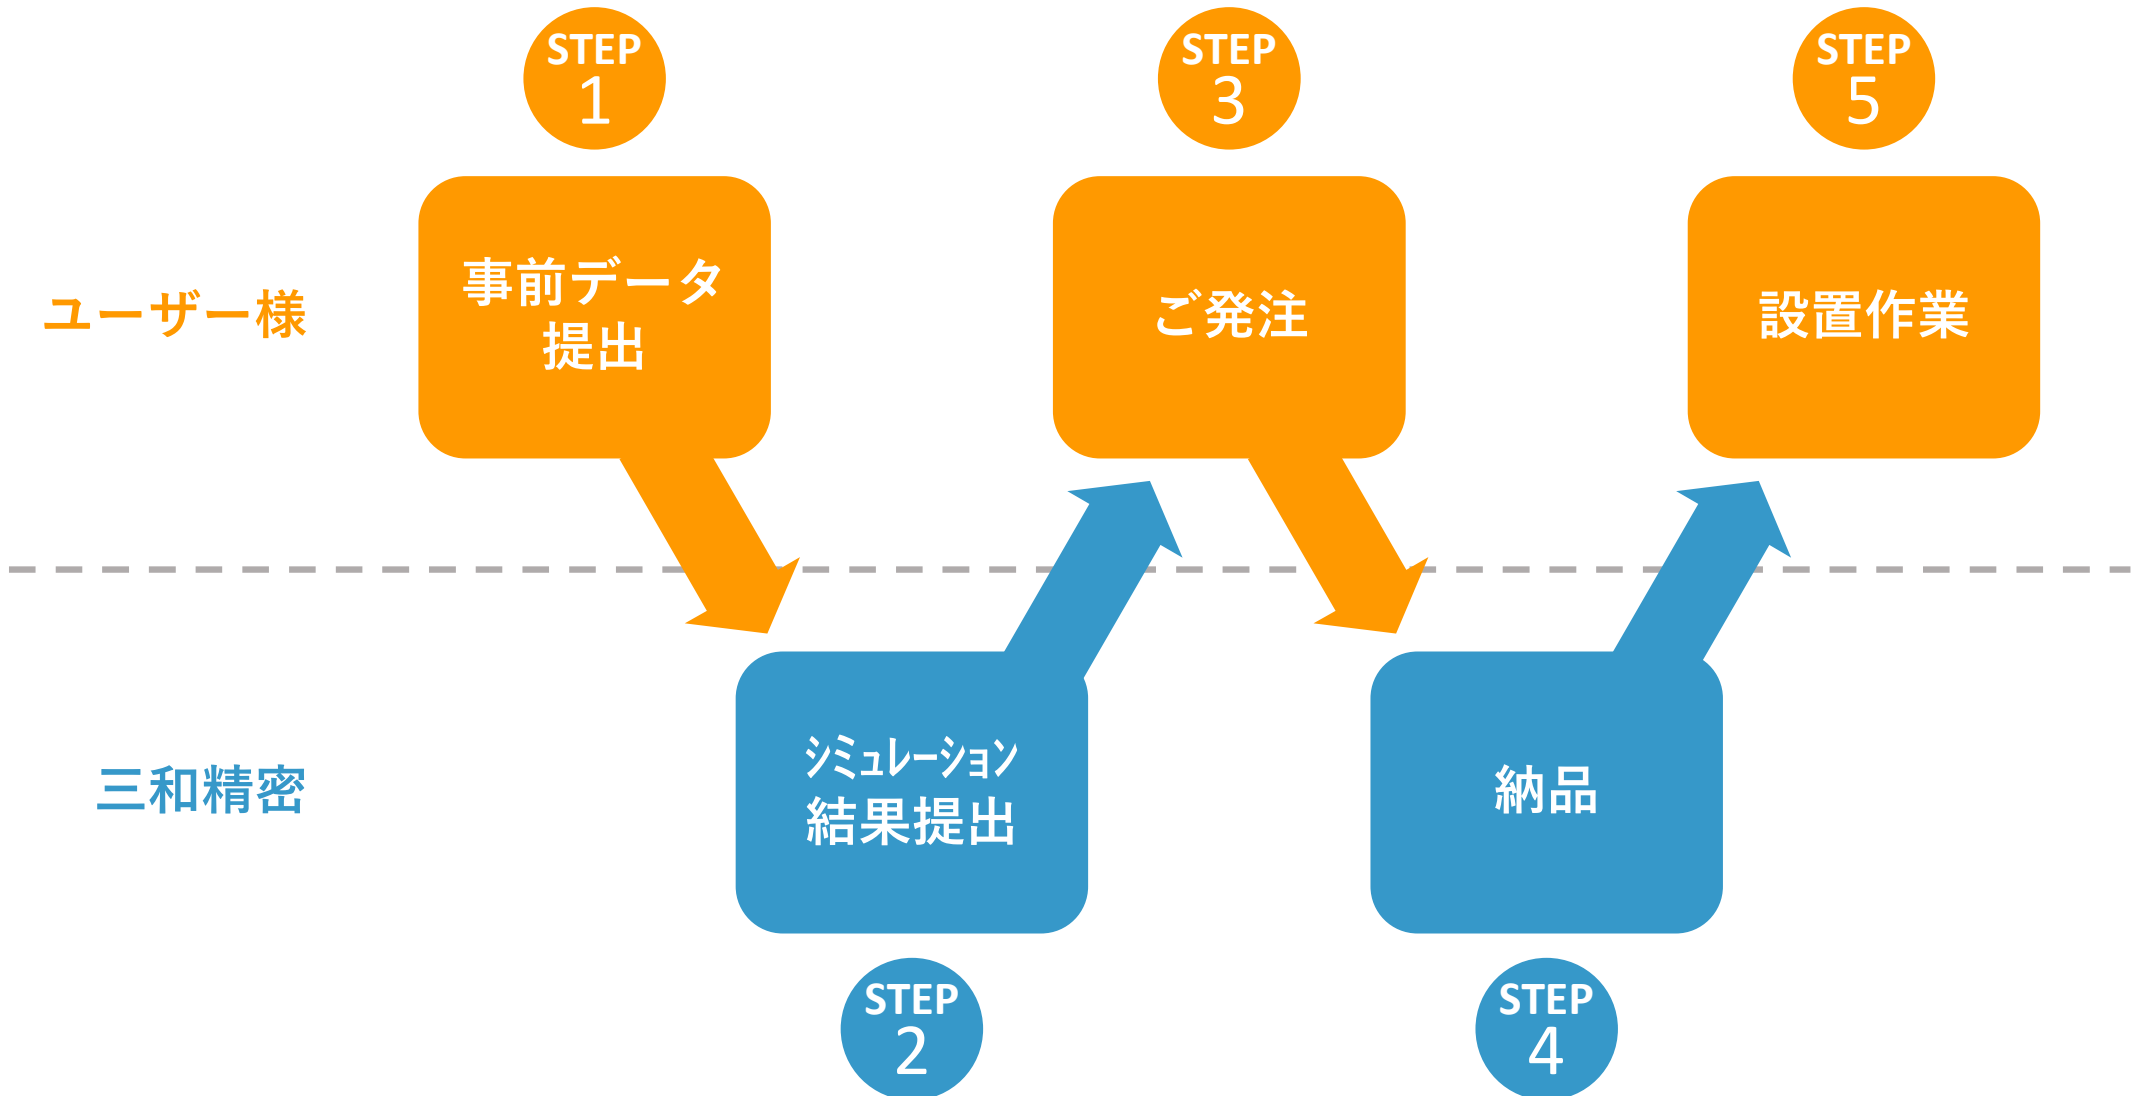 STEP
1
STEP
3
STEP
5
ユーザー様
事前データ
提出
ご発注
設置作業
三和精密
シミュレーション
結果提出
納品
STEP
2
STEP
4